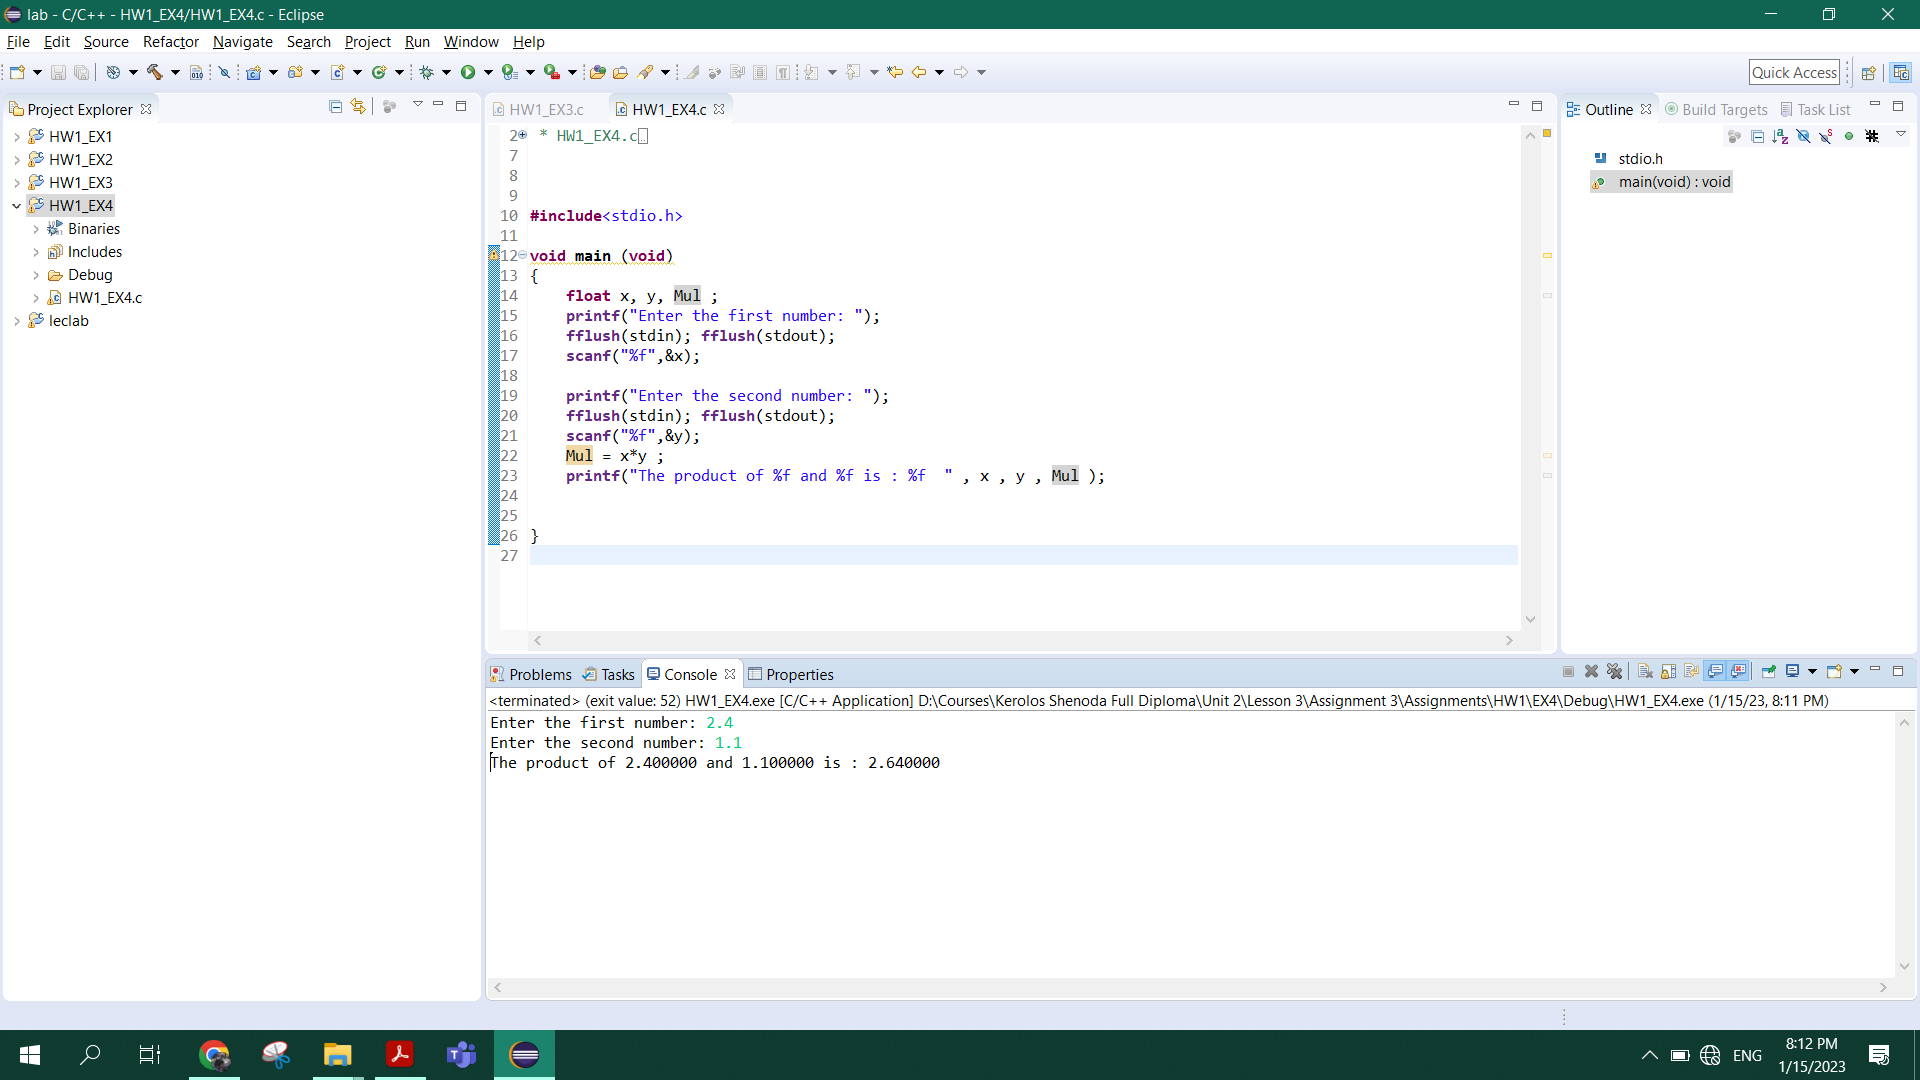 lab - C/C++ - HW1_EX4/HW1_EX4.c - Eclipse
File Edit Source Refactor Navigate Search Project Run Window Help
Quick Access
Project Explorer
HW1_EX1
HW1_EX2
HW1_EX3
HW1_EX4
Binaries
Includes
Debug
HW1_EX4.c
leclab
HW1_EX3.c HW1_EX4.c
2 * HW1_EX4.c
7
8
9
10 #include<stdio.h>
11
12 void main (void)
13 {
14 float x, y, Mul ;
15 printf("Enter the first number: ");
16 fflush(stdin); fflush(stdout);
17 scanf("%f",&x);
18
19 printf("Enter the second number: ");
20 fflush(stdin); fflush(stdout);
21 scanf("%f",&y);
22 Mul = x*y ;
23 printf("The product of %f and %f is : %f  " , x , y , Mul );
24
25
26 }
27
Outline Build Targets Task List
stdio.h
main(void) : void
Problems Tasks Console Properties
<terminated> (exit value: 52) HW1_EX4.exe [C/C++ Application] D:\Courses\Kerolos Shenoda Full Diploma\Unit 2\Lesson 3\Assignment 3\Assignments\HW1\EX4\Debug\HW1_EX4.exe (1/15/23, 8:11 PM)
Enter the first number: 2.4
Enter the second number: 1.1
The product of 2.400000 and 1.100000 is : 2.640000
ENG
8:12 PM
1/15/2023